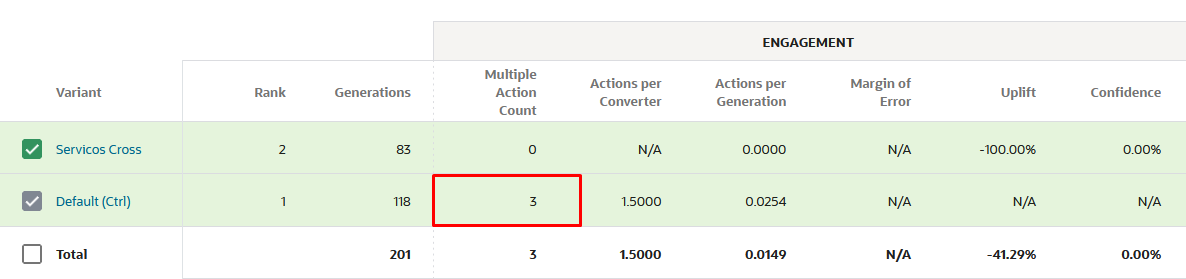 ENGAGEMENT
Variant Rank Generations Multiple Action Count Actions per Converter Actions per Generation Margin of Error Uplift Confidence
Servicos Cross 2 83 0 N/A 0.0000 N/A -100.00% 0.00%
Default (Ctrl) 1 118 3 1.5000 0.0254 N/A N/A N/A
Total 201 3 1.5000 0.0149 N/A -41.29% 0.00%